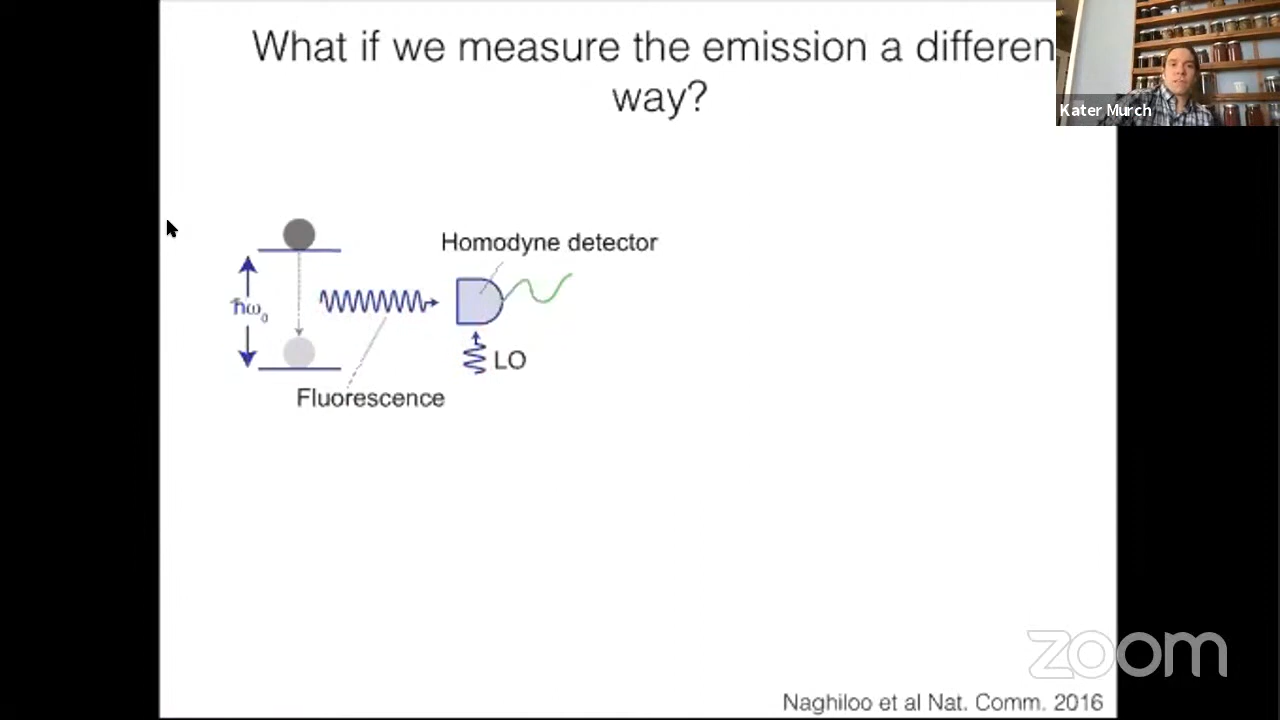 What if we measure the emission a differen
way?
Kater Murch
Homodyne detector
ħω₀
LO
Fluorescence
zoom
Naghiloo et al Nat. Comm. 2016